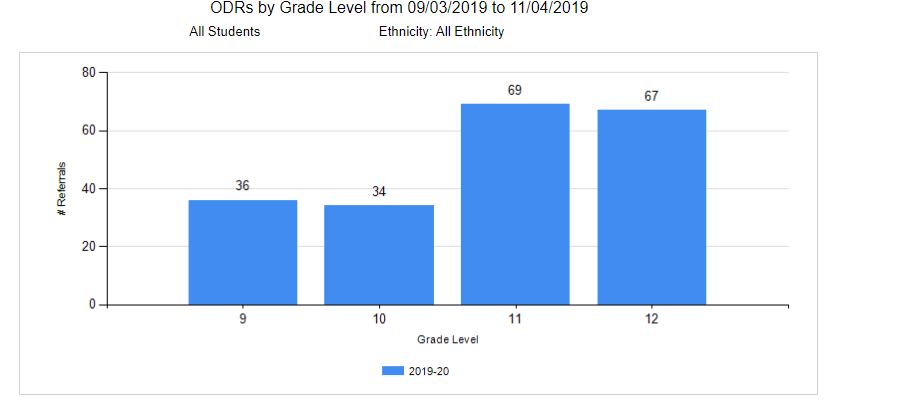 ODRs by Grade Level from 09/03/2019 to 11/04/2019
All Students Ethnicity: All Ethnicity
80
69
67
60
# Referrals
40
36
34
20
0
9 10 11 12
Grade Level
2019-20